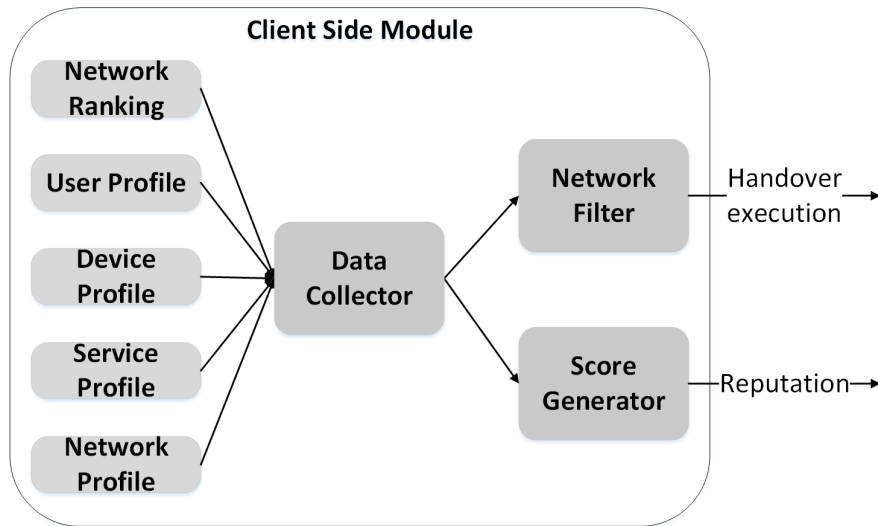 Client Side Module
Network
Ranking
User Profile
Device
Profile
Service
Profile
Network
Profile
Data
Collector
Network
Filter
Score
Generator
Handover
execution
Reputation